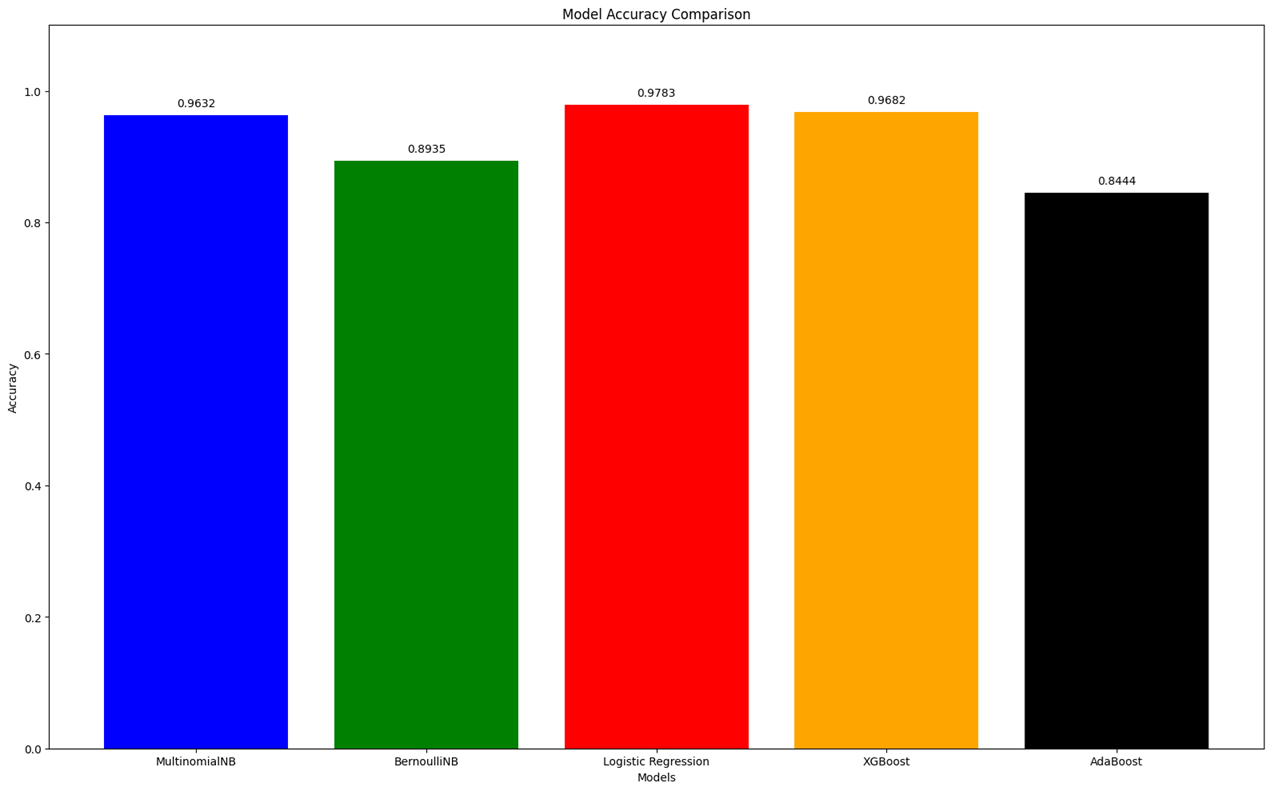 Model Accuracy Comparison
1.0
0.8
0.6
0.4
0.2
0.0
Accuracy
0.9632
0.8935
0.9783
0.9682
0.8444
MultinomialNB
BernoulliNB
Logistic Regression
XGBoost
AdaBoost
Models